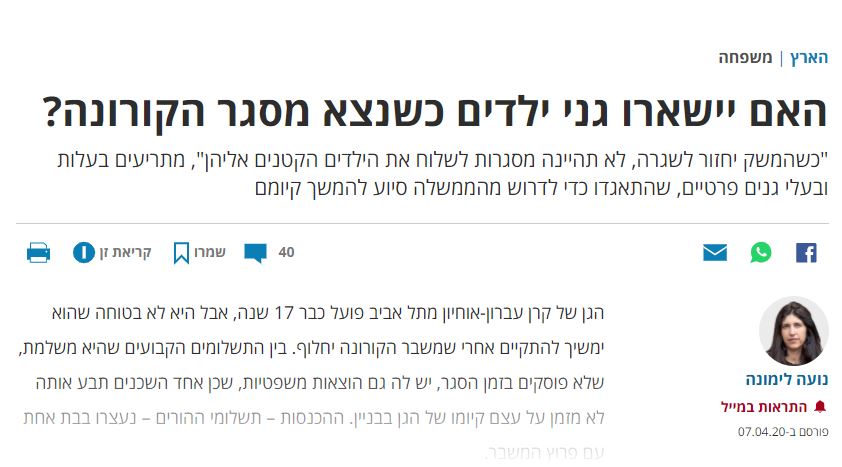 הארץ | משפחה
האם יישארו גני ילדים כשנצא מסגר הקורונה?
"כשהמשק יחזור לשגרה, לא תהיינה מסגרות לשלוח את הילדים הקטנים אליהן", מתריעים בעלות
ובעלי גנים פרטיים, שהתאגדו כדי לדרוש מהממשלה סיוע להמשך קיומם
40
שמרו
קריאת זן
נועה לימונה
התראות במייל
פורסם ב-07.04.20
הגן של קרן עברון-אוחיון מתל אביב פועל כבר 17 שנה, אבל היא לא בטוחה שהוא
ימשיך להתקיים אחרי שמשבר הקורונה יחלוף. בין התשלומים הקבועים שהיא משלמת,
שלא פוסקים בזמן הסגר, יש לה גם הוצאות משפטיות, שכן אחד השכנים תבע אותה
לא מזמן על עצם קיומו של הגן בבניין. ההכנסות – תשלומי ההורים – נעצרו בבת אחת
עם פרוץ המשבר.